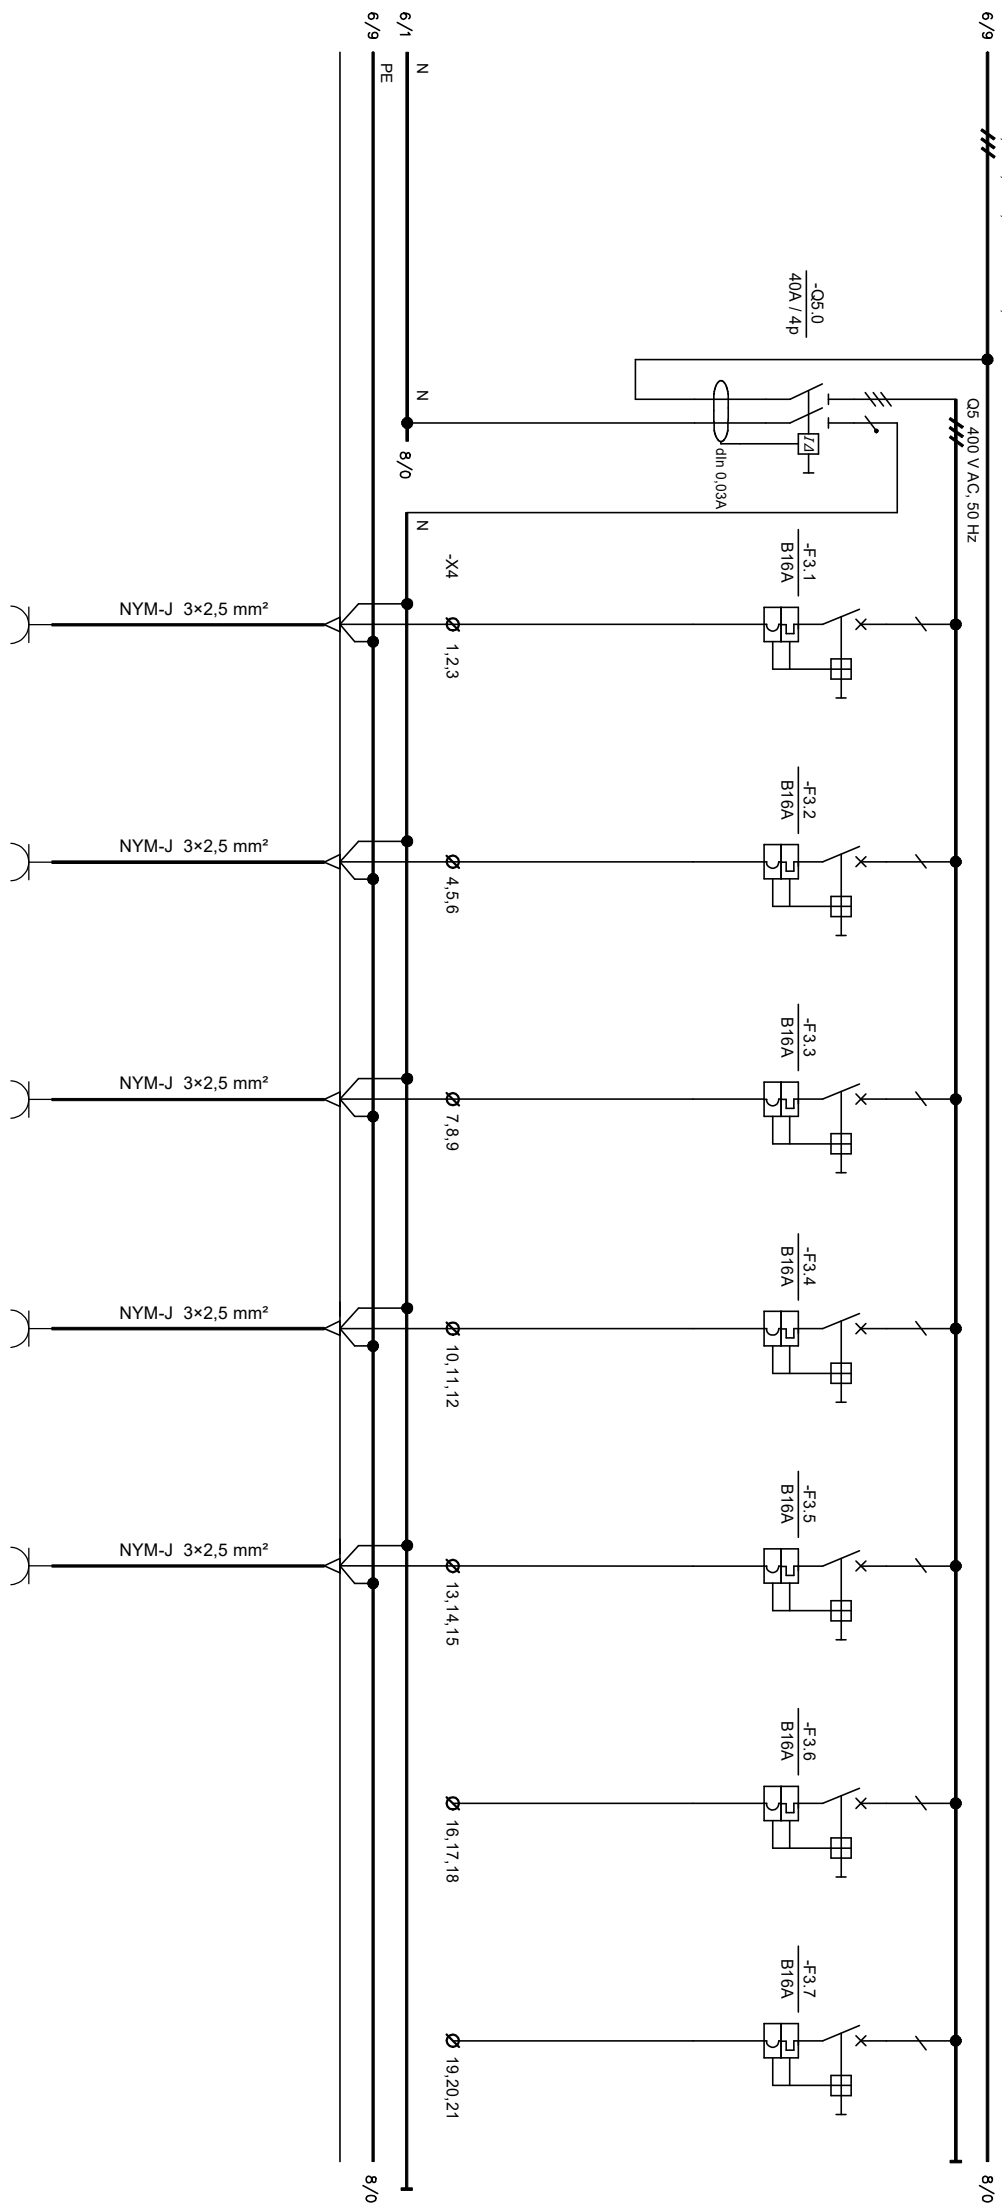 6/9
8/0
Q5 400 V AC, 50 Hz
-Q5.0
40A / 4p
I∆
dIn 0,03A
-F3.1
B16A
-F3.2
B16A
-F3.3
B16A
-F3.4
B16A
-F3.5
B16A
-F3.6
B16A
-F3.7
B16A
-X4
1,2,3
4,5,6
7,8,9
10,11,12
13,14,15
16,17,18
19,20,21
N
N
N
6/1
8/0
PE
6/9
8/0
NYM-J 3×2,5 mm²
NYM-J 3×2,5 mm²
NYM-J 3×2,5 mm²
NYM-J 3×2,5 mm²
NYM-J 3×2,5 mm²